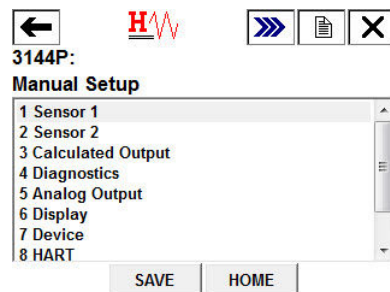 H
3144P:
Manual Setup
1 Sensor 1
2 Sensor 2
3 Calculated Output
4 Diagnostics
5 Analog Output
6 Display
7 Device
8 HART
SAVE HOME